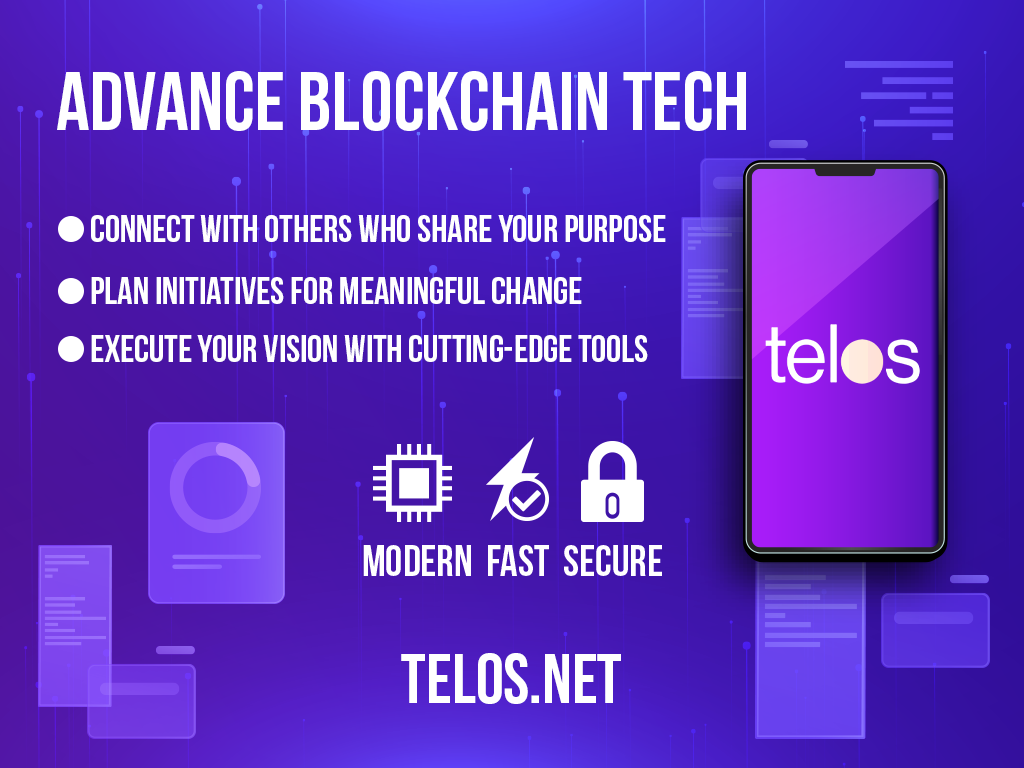 ADVANCE BLOCKCHAIN TECH
CONNECT WITH OTHERS WHO SHARE YOUR PURPOSE
PLAN INITIATIVES FOR MEANINGFUL CHANGE
EXECUTE YOUR VISION WITH CUTTING-EDGE TOOLS
telos
MODERN FAST SECURE
TELOS.NET